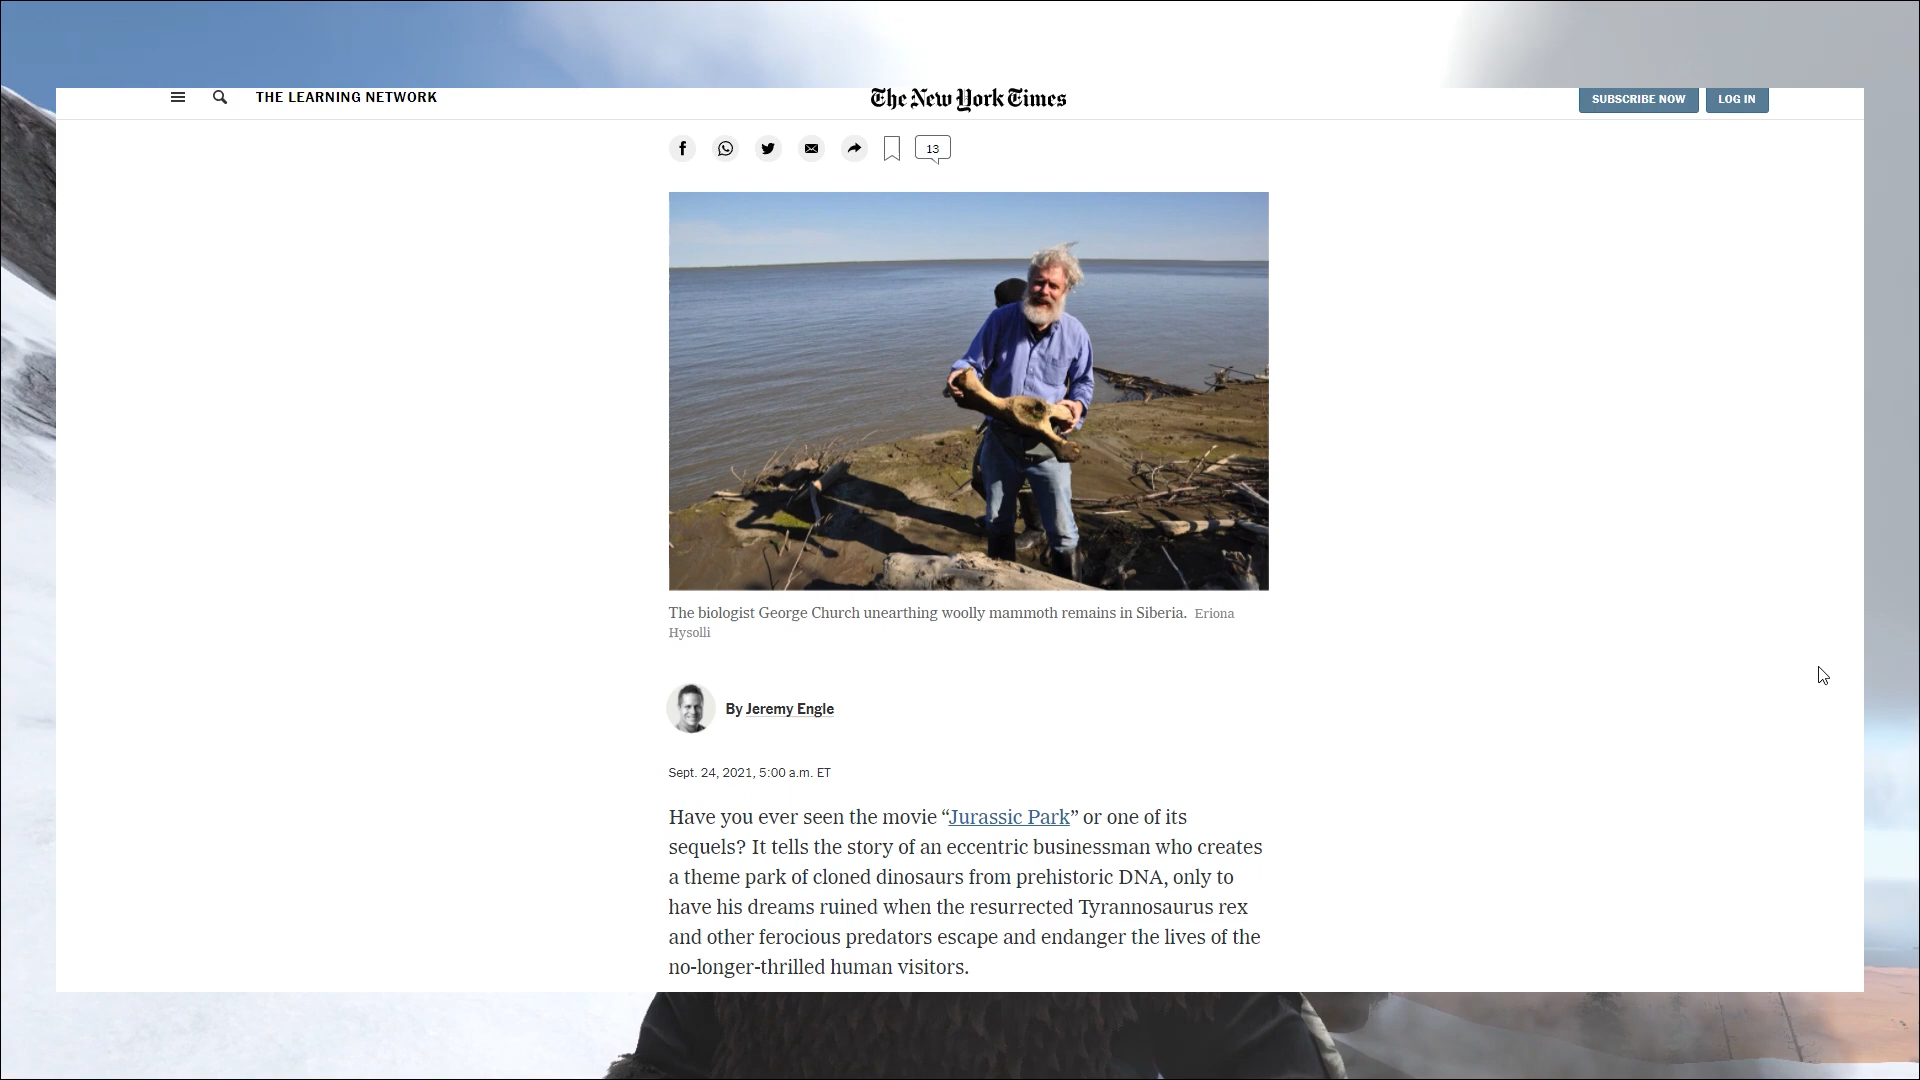 THE LEARNING NETWORK
The New York Times
SUBSCRIBE NOW
LOG IN
13
The biologist George Church unearthing woolly mammoth remains in Siberia. Eriona
Hysolli
By Jeremy Engle
Sept. 24, 2021, 5:00 a.m. ET
Have you ever seen the movie “Jurassic Park” or one of its
sequels? It tells the story of an eccentric businessman who creates
a theme park of cloned dinosaurs from prehistoric DNA, only to
have his dreams ruined when the resurrected Tyrannosaurus rex
and other ferocious predators escape and endanger the lives of the
no-longer-thrilled human visitors.